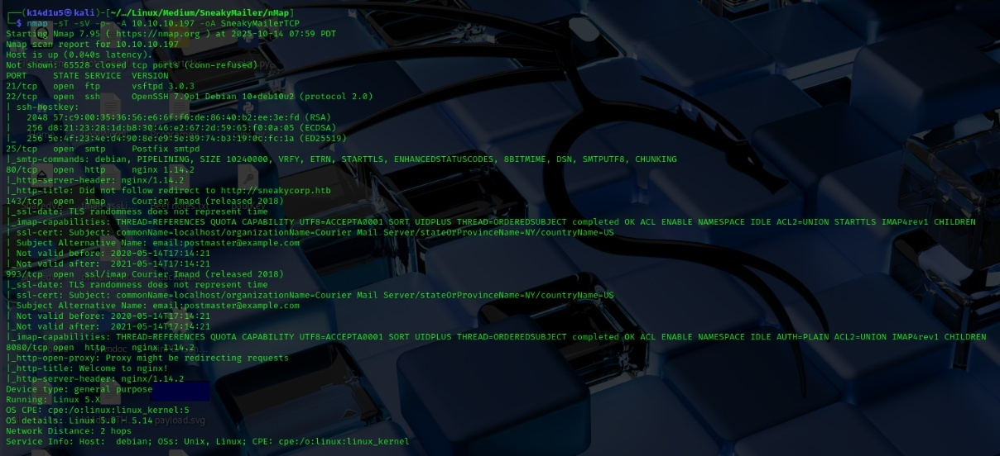 ┌──(k14d1u5㉿kali)-[~/…/Linux/Medium/SneakyMailer/nMap]
└─$ nmap -sT -sV -p- -A 10.10.10.197 -oA SneakyMailerTCP
Starting Nmap 7.95 ( https://nmap.org ) at 2025-10-14 07:59 PDT
Nmap scan report for 10.10.10.197
Host is up (0.040s latency).
Not shown: 65528 closed tcp ports (conn-refused)
PORT STATE SERVICE VERSION
21/tcp open ftp vsftpd 3.0.3
22/tcp open ssh OpenSSH 7.9p1 Debian 10+deb10u2 (protocol 2.0)
| ssh-hostkey:
| 2048 57:c9:00:35:36:56:e6:6f:f6:de:86:40:b2:ee:3e:fd (RSA)
| 256 d8:21:23:28:1d:b8:30:46:e2:67:2d:59:65:f0:0a:05 (ECDSA)
|_ 256 5e:4f:23:4e:d4:90:8e:e9:5e:89:74:b3:19:0c:fc:1a (ED25519)
25/tcp open smtp Postfix smtpd
|_smtp-commands: debian, PIPELINING, SIZE 10240000, VRFY, ETRN, STARTTLS, ENHANCEDSTATUSCODES, 8BITMIME, DSN, SMTPUTF8, CHUNKING
80/tcp open http nginx 1.14.2
|_http-server-header: nginx/1.14.2
|_http-title: Did not follow redirect to http://sneakycorp.htb
143/tcp open imap Courier Imapd (released 2018)
|_ssl-date: TLS randomness does not represent time
|_imap-capabilities: THREAD=REFERENCES QUOTA CAPABILITY UTF8=ACCEPTA0001 SORT UIDPLUS THREAD=ORDEREDSUBJECT completed OK ACL ENABLE NAMESPACE IDLE ACL2=UNION STARTTLS IMAP4rev1 CHILDREN
| ssl-cert: Subject: commonName=localhost/organizationName=Courier Mail Server/stateOrProvinceName=NY/countryName=US
| Subject Alternative Name: email:postmaster@example.com
| Not valid before: 2020-05-14T17:14:21
|_Not valid after: 2021-05-14T17:14:21
993/tcp open ssl/imap Courier Imapd (released 2018)
|_ssl-date: TLS randomness does not represent time
| ssl-cert: Subject: commonName=localhost/organizationName=Courier Mail Server/stateOrProvinceName=NY/countryName=US
| Subject Alternative Name: email:postmaster@example.com
| Not valid before: 2020-05-14T17:14:21
|_Not valid after: 2021-05-14T17:14:21
|_imap-capabilities: THREAD=REFERENCES QUOTA CAPABILITY UTF8=ACCEPTA0001 SORT UIDPLUS THREAD=ORDEREDSUBJECT completed OK ACL ENABLE NAMESPACE IDLE AUTH=PLAIN ACL2=UNION IMAP4rev1 CHILDREN
8080/tcp open http nginx 1.14.2
|_http-open-proxy: Proxy might be redirecting requests
|_http-title: Welcome to nginx!
|_http-server-header: nginx/1.14.2
Device type: general purpose
Running: Linux 5.X
OS CPE: cpe:/o:linux:linux_kernel:5
OS details: Linux 5.0 - 5.14
payload.svg
Network Distance: 2 hops
Service Info: Host: debian; OSs: Unix, Linux; CPE: cpe:/o:linux:linux_kernel